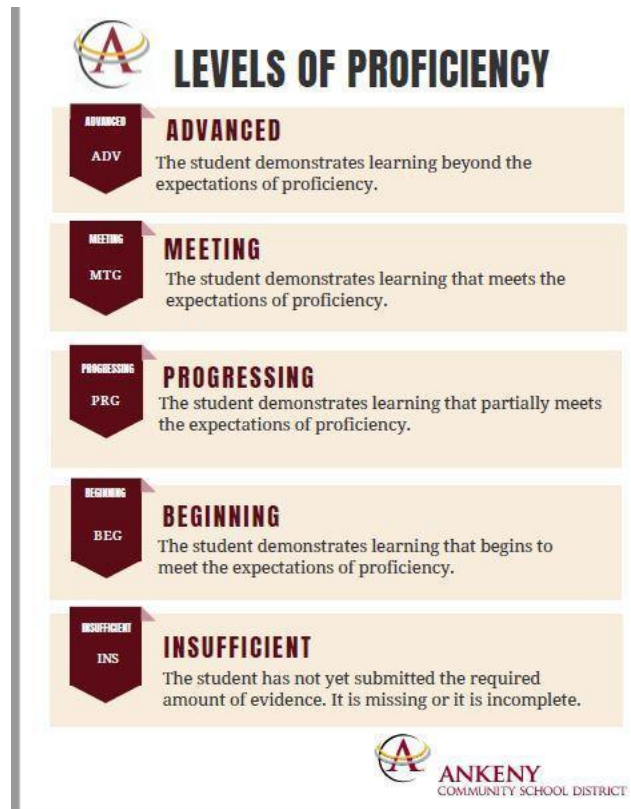 LEVELS OF PROFICIENCY
ADVANCED
ADV
ADVANCED
The student demonstrates learning beyond the
expectations of proficiency.
MEETING
MTG
MEETING
The student demonstrates learning that meets the
expectations of proficiency.
PROGRESSING
PRG
PROGRESSING
The student demonstrates learning that partially meets
the expectations of proficiency.
BEGINNING
BEG
BEGINNING
The student demonstrates learning that begins to
meet the expectations of proficiency.
INSUFFICIENT
INS
INSUFFICIENT
The student has not yet submitted the required
amount of evidence. It is missing or it is incomplete.
A
A
ANKENY
COMMUNITY SCHOOL DISTRICT